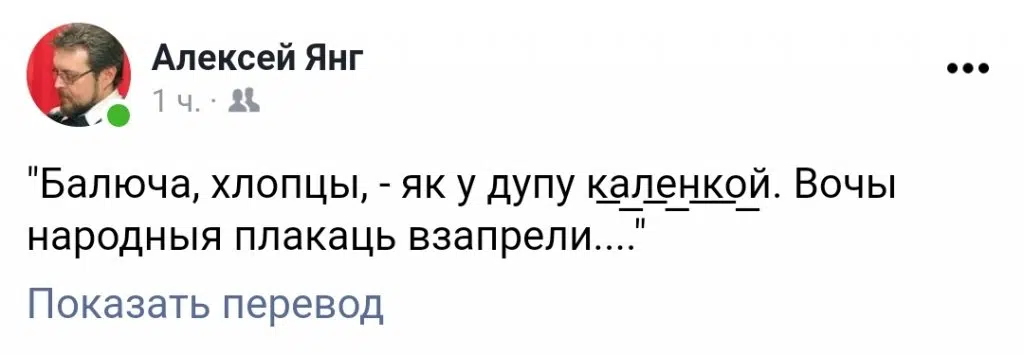 Алексей Янг
1 ч. ·
"Балюча, хлопцы, - як у дупу каленкой. Вочы
народныя плакаць взапрели...."
Показать перевод